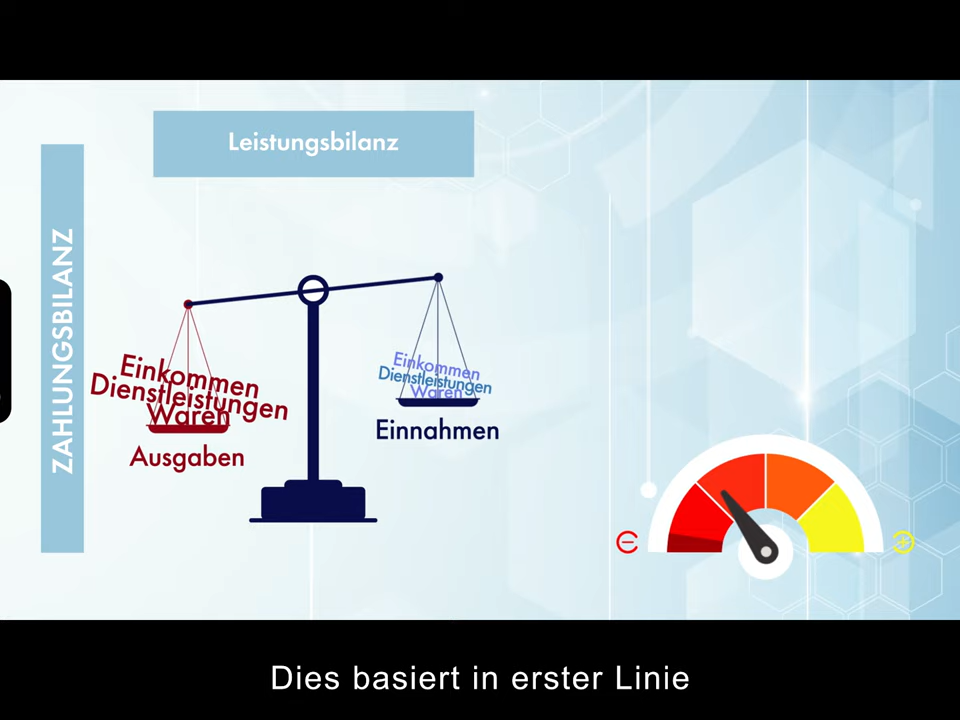 Leistungsbilanz
ZAHLUNGSBILANZ
Einkommen
Dienstleistungen
Waren
Ausgaben
Einkommen
Dienstleistungen
Waren
Einnahmen
Dies basiert in erster Linie